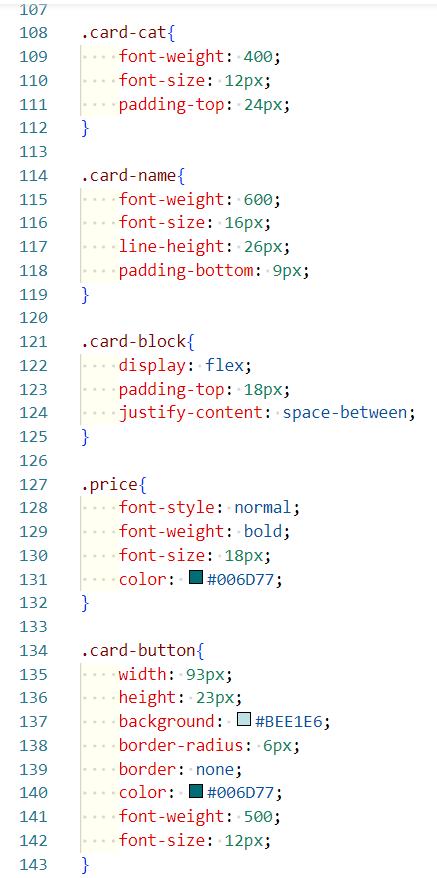 107
108 .card-cat{
109 font-weight: 400;
110 font-size: 12px;
111 padding-top: 24px;
112 }
113
114 .card-name{
115 font-weight: 600;
116 font-size: 16px;
117 line-height: 26px;
118 padding-bottom: 9px;
119 }
120
121 .card-block{
122 display: flex;
123 padding-top: 18px;
124 justify-content: space-between;
125 }
126
127 .price{
128 font-style: normal;
129 font-weight: bold;
130 font-size: 18px;
131 color: #006D77;
132 }
133
134 .card-button{
135 width: 93px;
136 height: 23px;
137 background: #BEE1E6;
138 border-radius: 6px;
139 border: none;
140 color: #006D77;
141 font-weight: 500;
142 font-size: 12px;
143 }